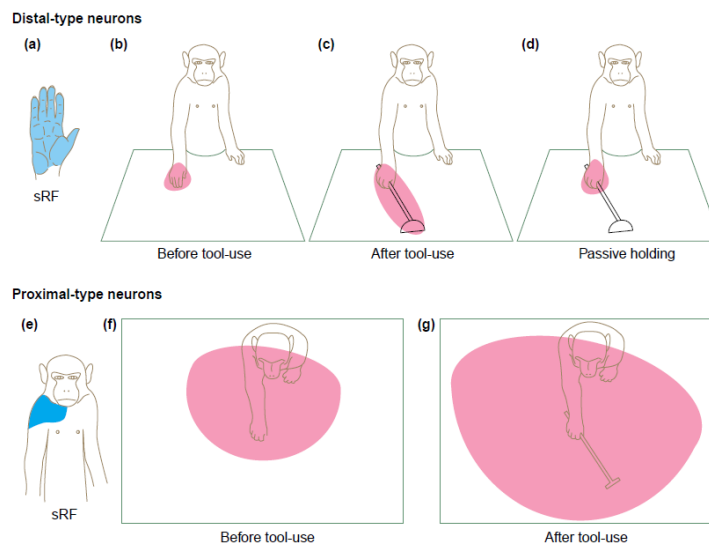 Distal-type neurons
(a)
(b)
(c)
(d)
sRF
Before tool-use
After tool-use
Passive holding
Proximal-type neurons
(e)
(f)
(g)
sRF
Before tool-use
After tool-use